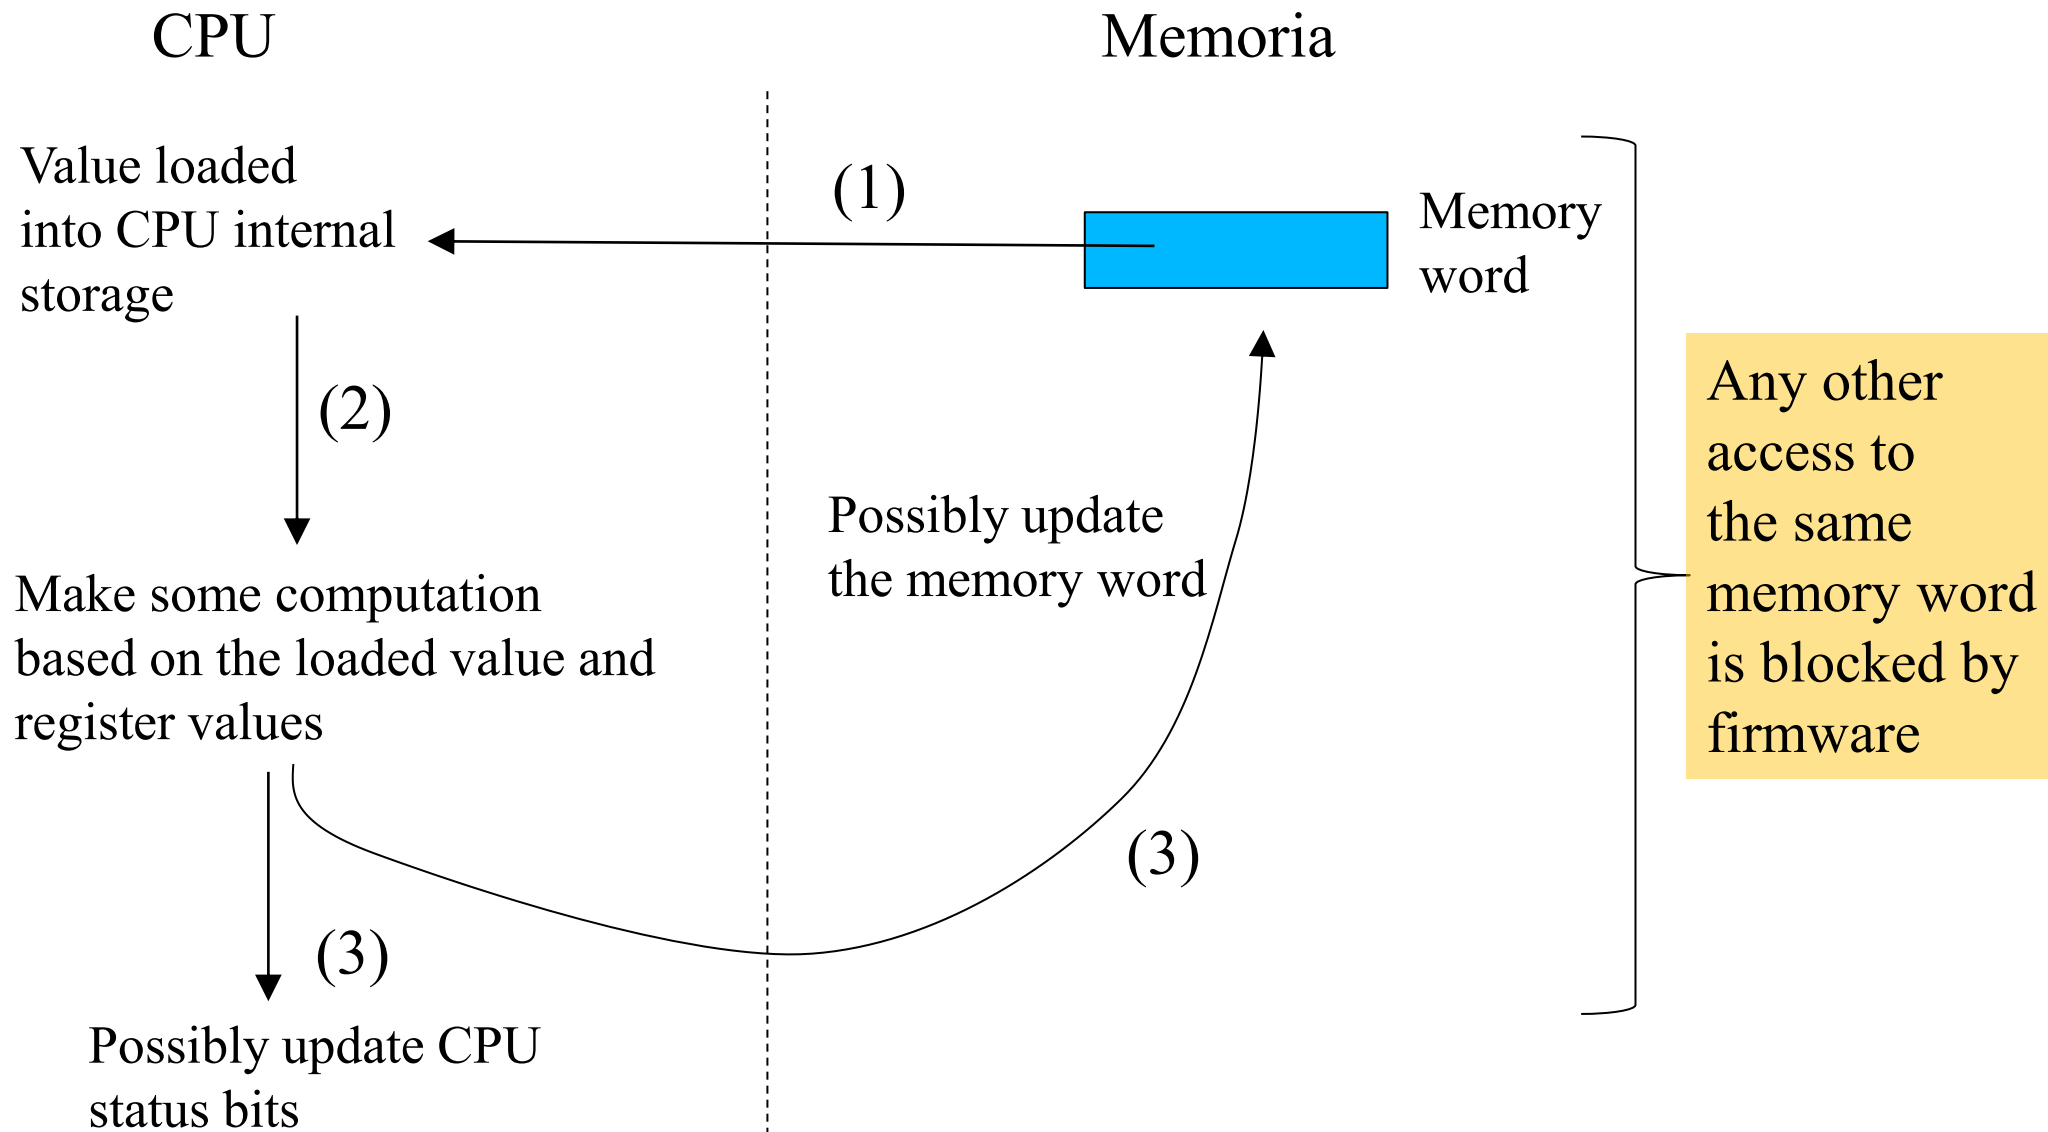 CPU
Memoria
Value loaded
into CPU internal
storage
(1)
Memory
word
(2)
Any other
access to
the same
memory word
is blocked by
firmware
Possibly update
the memory word
Make some computation
based on the loaded value and
register values
(3)
(3)
Possibly update CPU
status bits